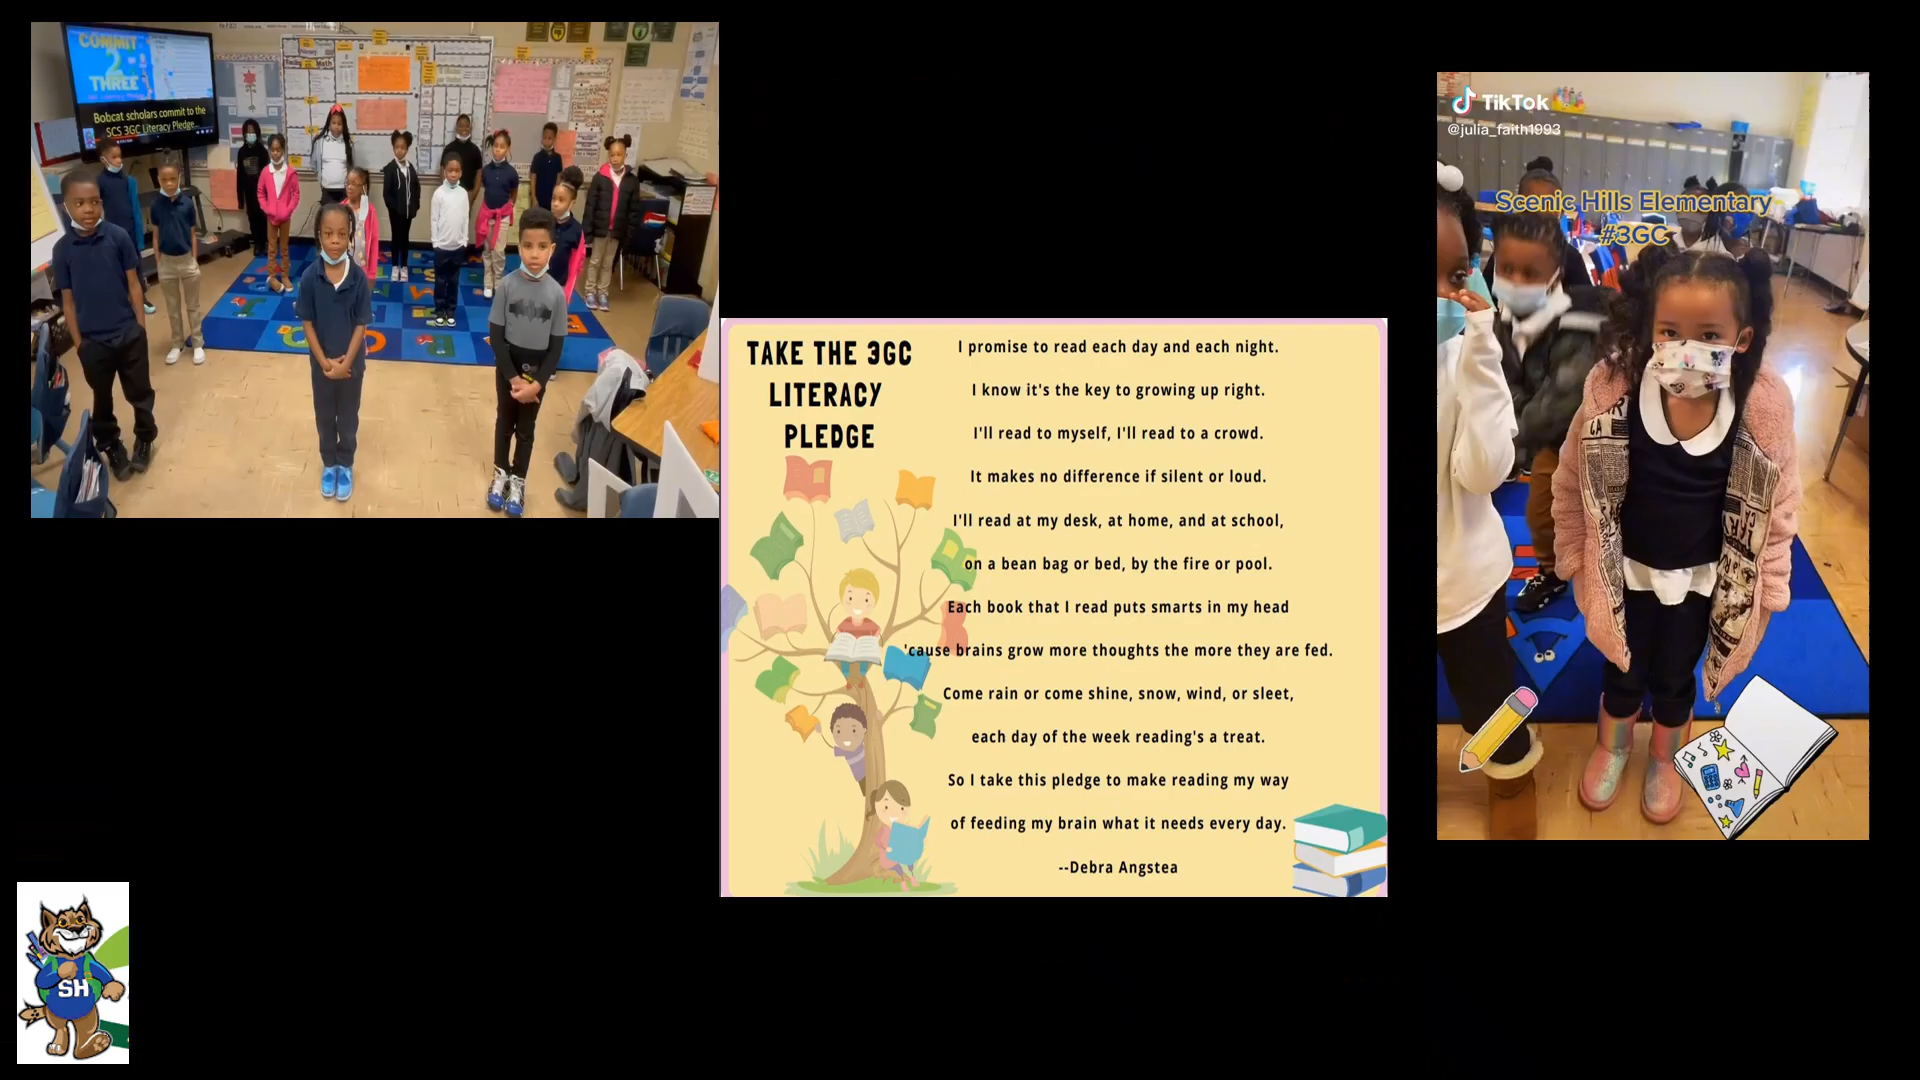 COMMIT
2
THREE
Bobcat scholars commit to the
SCS 3GC Literacy Pledge...
Math
TAKE THE 3GC
LITERACY
PLEDGE
I promise to read each day and each night.
I know it's the key to growing up right.
I'll read to myself, I'll read to a crowd.
It makes no difference if silent or loud.
I'll read at my desk, at home, and at school,
on a bean bag or bed, by the fire or pool.
Each book that I read puts smarts in my head
'cause brains grow more thoughts the more they are fed.
Come rain or come shine, snow, wind, or sleet,
each day of the week reading's a treat.
So I take this pledge to make reading my way
of feeding my brain what it needs every day.
--Debra Angstea
TikTok
@julia_faith1993
Scenic Hills Elementary
#3GC
SH